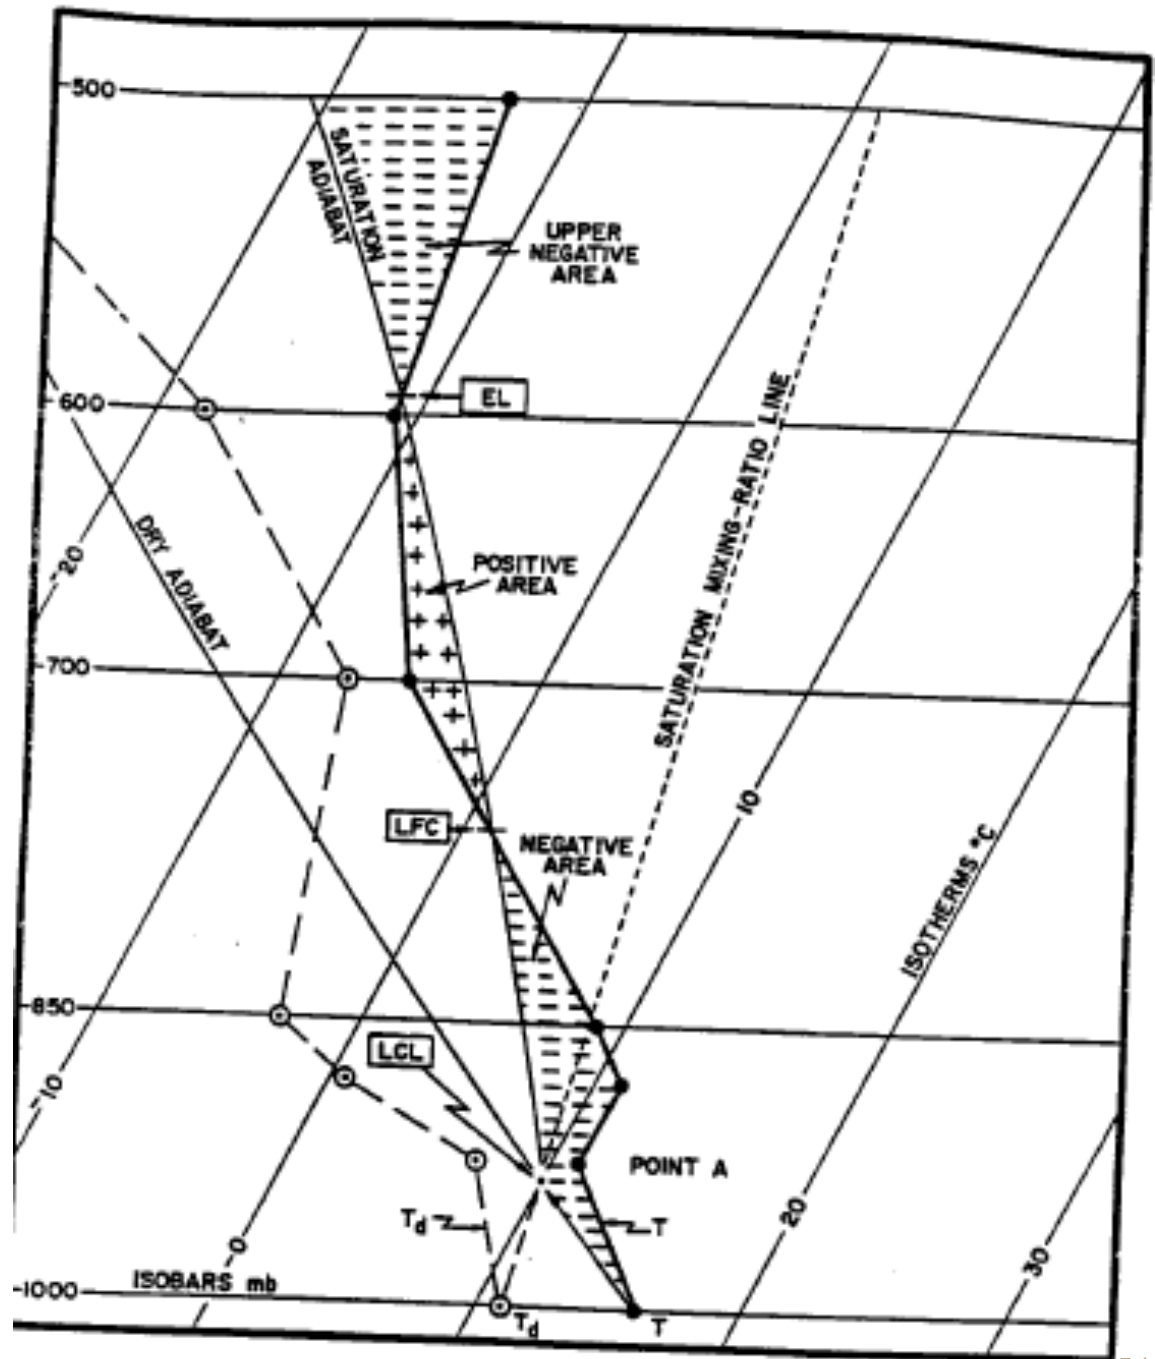 500
SATURATION
ADIABAT
UPPER
NEGATIVE
AREA
EL
600
SATURATION MIXING-RATIO LINE
DRY ADIABAT
-20
POSITIVE
AREA
700
10
LFC
NEGATIVE
AREA
ISOTHERMS °C
850
LCL
-10
POINT A
Td
T
20
0
30
1000
ISOBARS mb
Td
T